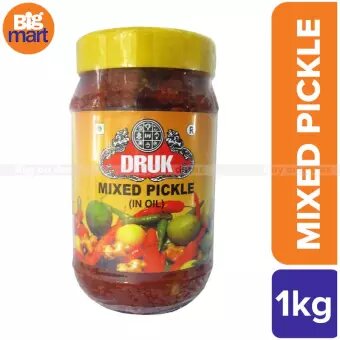 Big
mart
R
DRUK
MIXED PICKLE
(IN OIL)
MIXED PICKLE
1kg